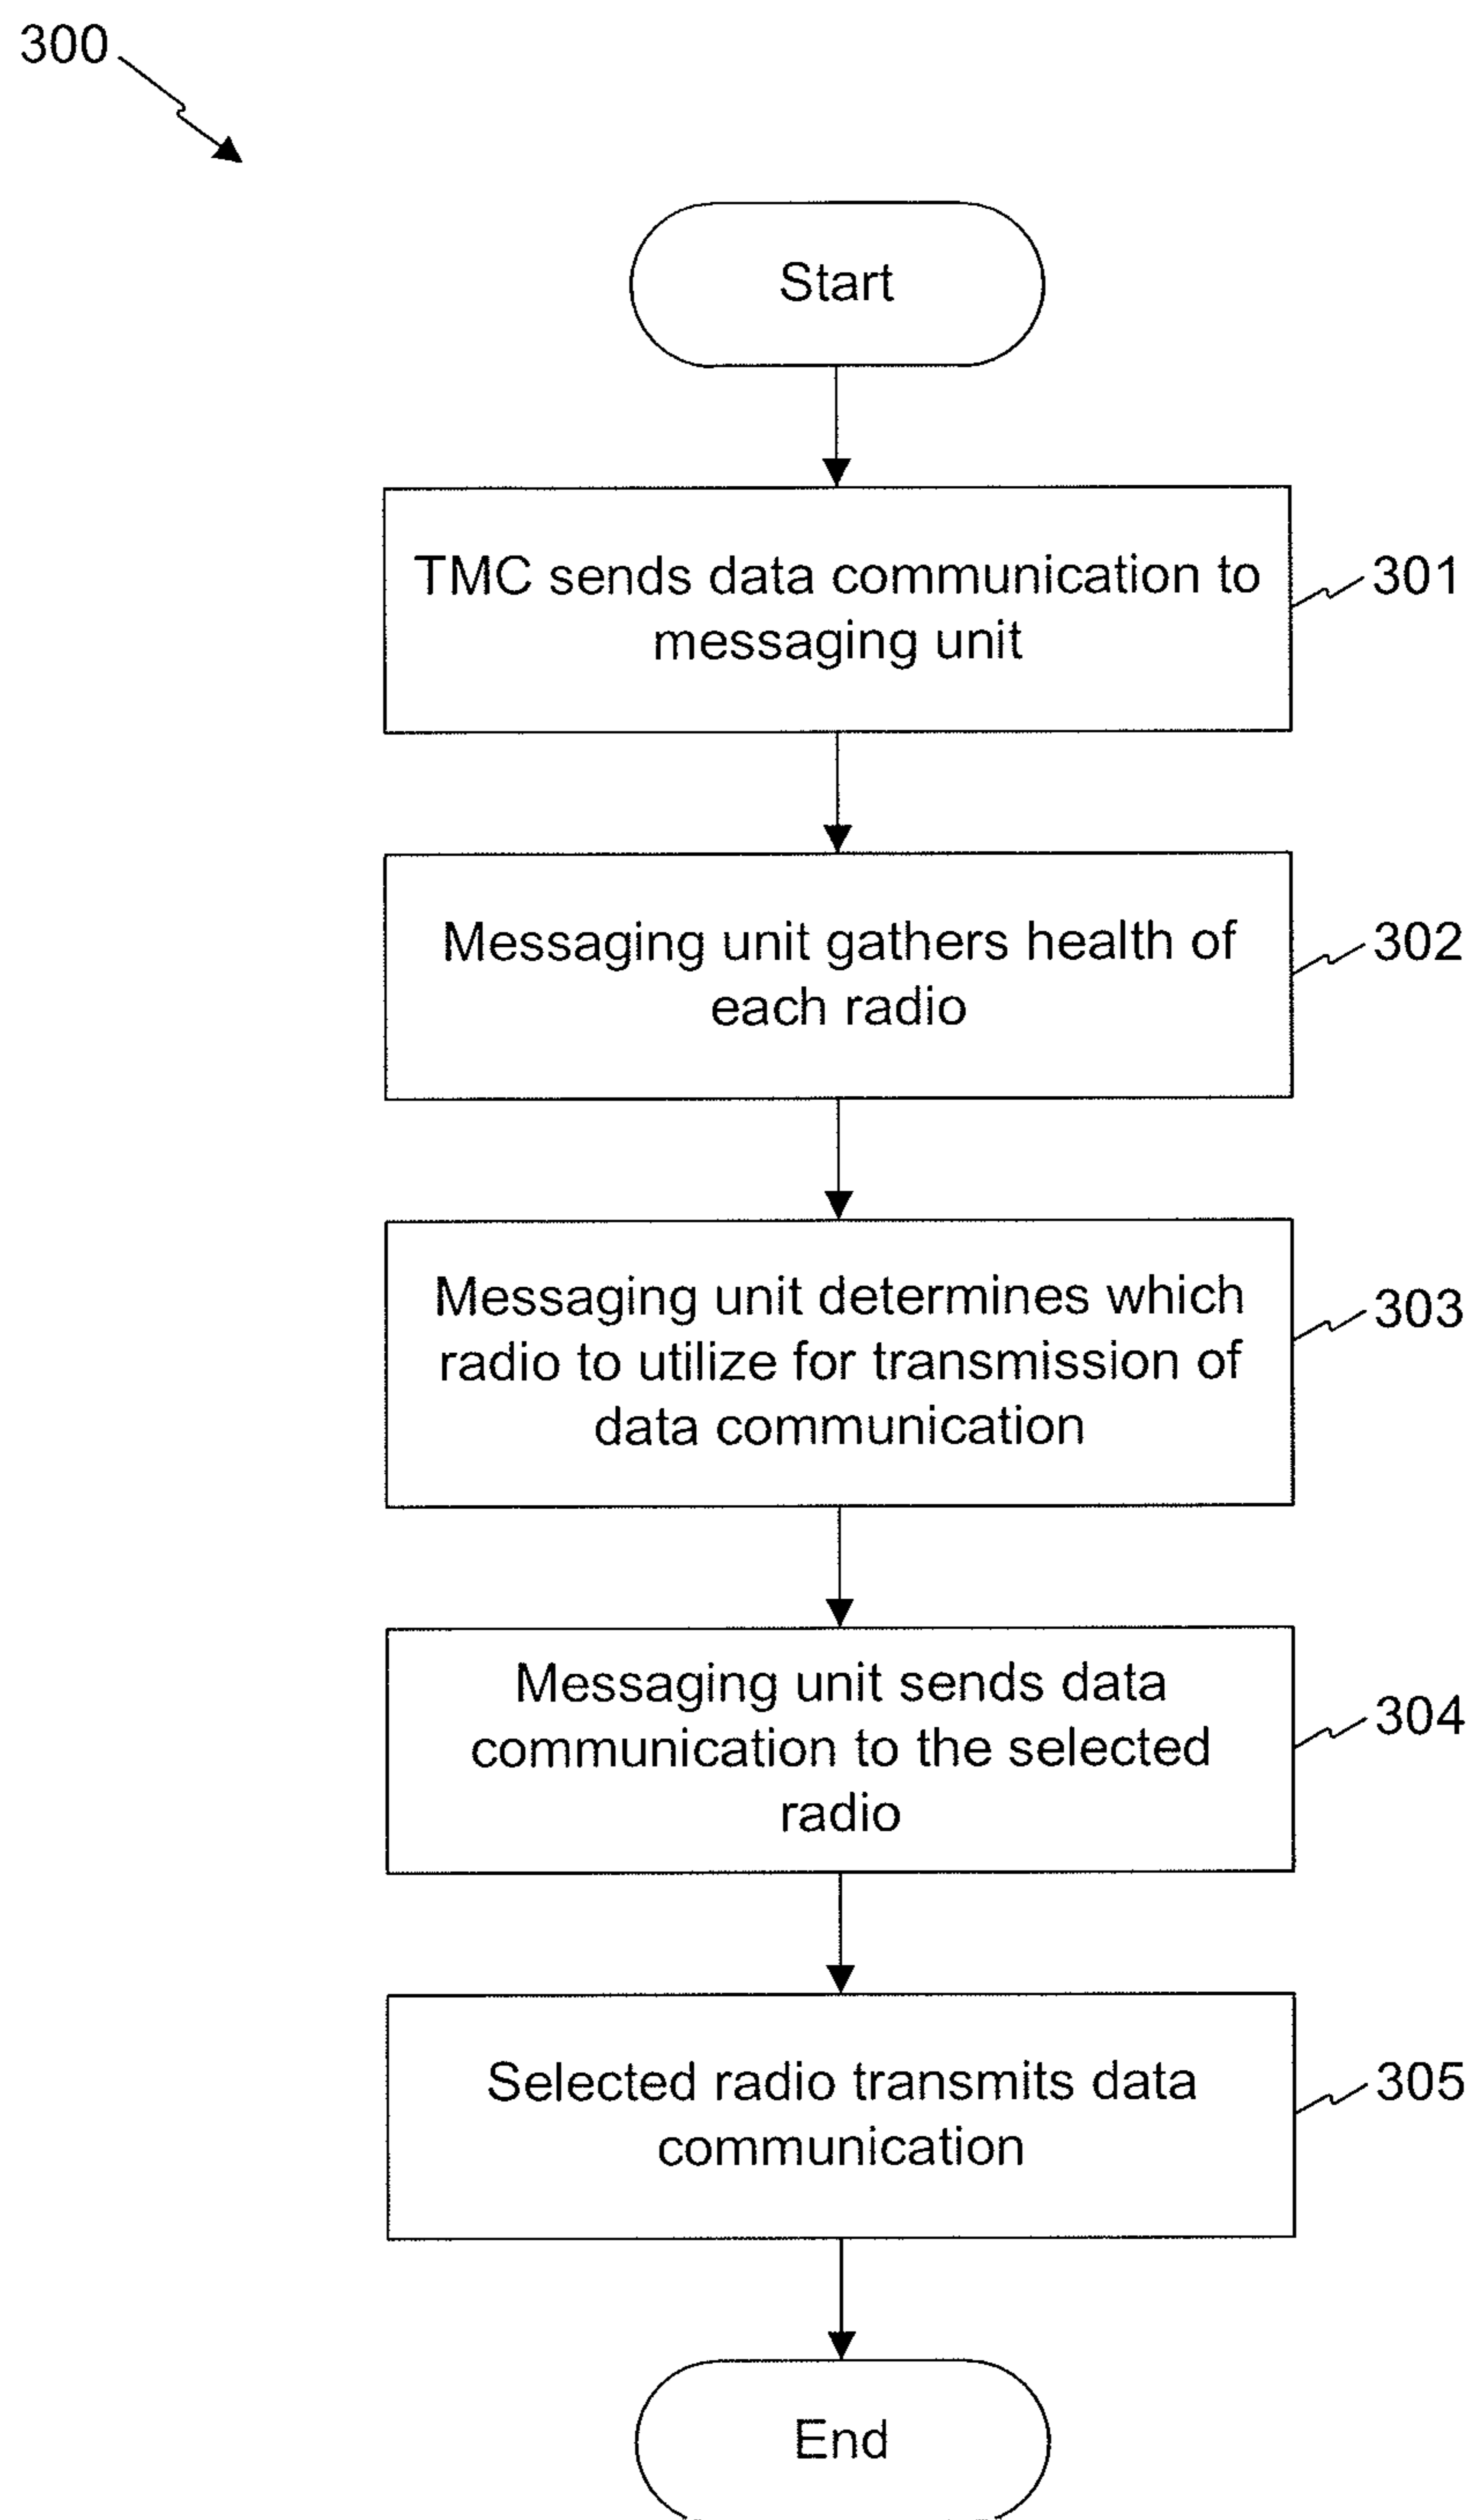 300
Start
TMC sends data communication to
messaging unit
301
Messaging unit gathers health of
each radio
302
Messaging unit determines which
radio to utilize for transmission of
data communication
303
Messaging unit sends data
communication to the selected
radio
304
Selected radio transmits data
communication
305
End